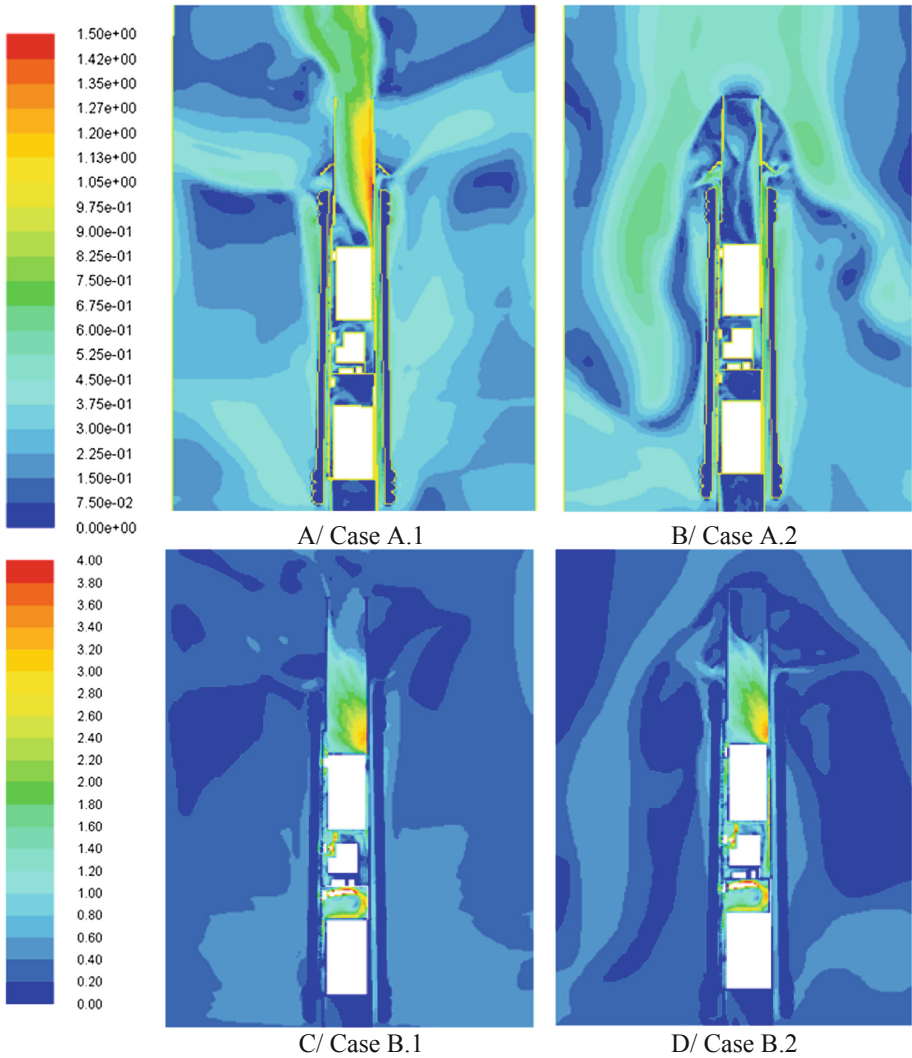 1.50e+00
1.42e+00
1.35e+00
1.27e+00
1.20e+00
1.13e+00
1.05e+00
9.75e-01
9.00e-01
8.25e-01
7.50e-01
6.75e-01
6.00e-01
5.25e-01
4.50e-01
3.75e-01
3.00e-01
2.25e-01
1.50e-01
7.50e-02
0.00e+00
A/ Case A.1
B/ Case A.2
4.00
3.80
3.60
3.40
3.20
3.00
2.80
2.60
2.40
2.20
2.00
1.80
1.60
1.40
1.20
1.00
0.80
0.60
0.40
0.20
0.00
C/ Case B.1
D/ Case B.2